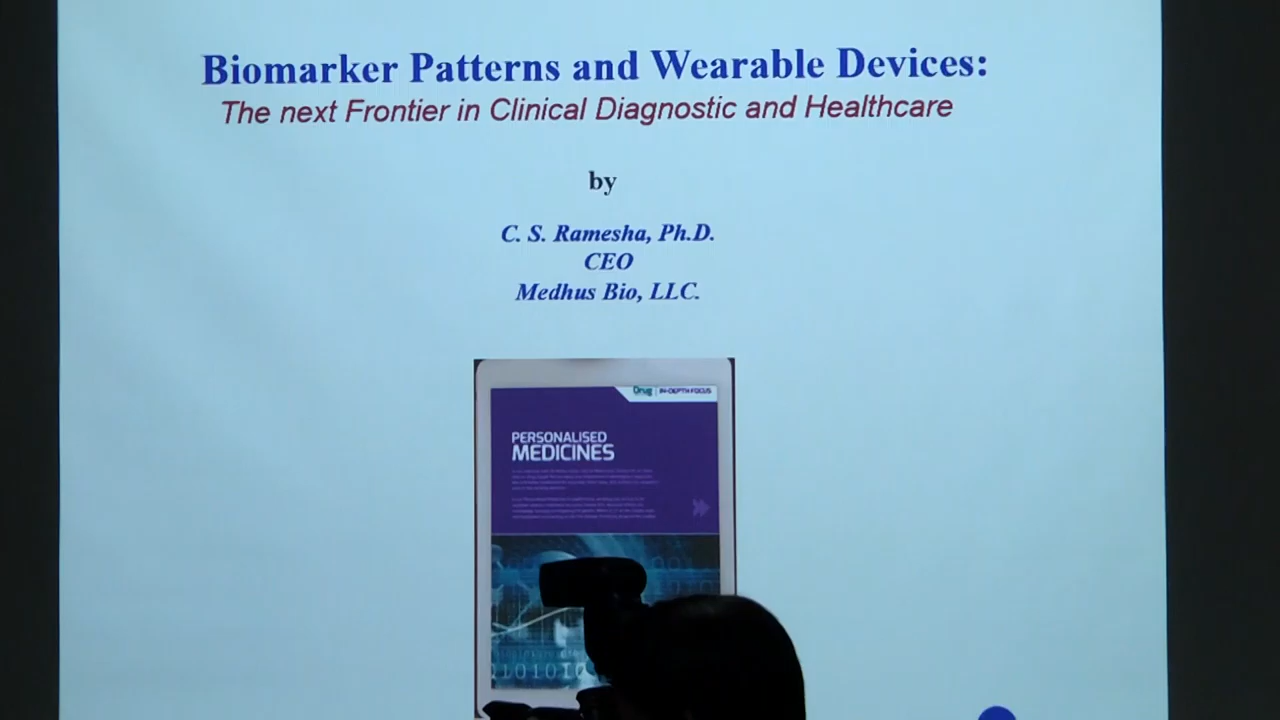 Biomarker Patterns and Wearable Devices:
The next Frontier in Clinical Diagnostic and Healthcare
by
C. S. Ramesha, Ph.D.
CEO
Medhus Bio, LLC.
Drug | IN-DEPTH FOCUS
PERSONALISED
MEDICINES